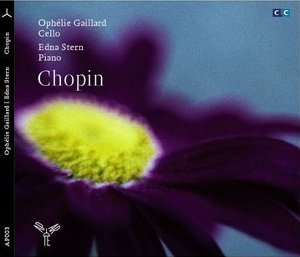 Ophélie Gaillard
Cello
Edna Stern
Piano
Chopin
Chopin
Ophélie Gaillard | Edna Stern
AP003